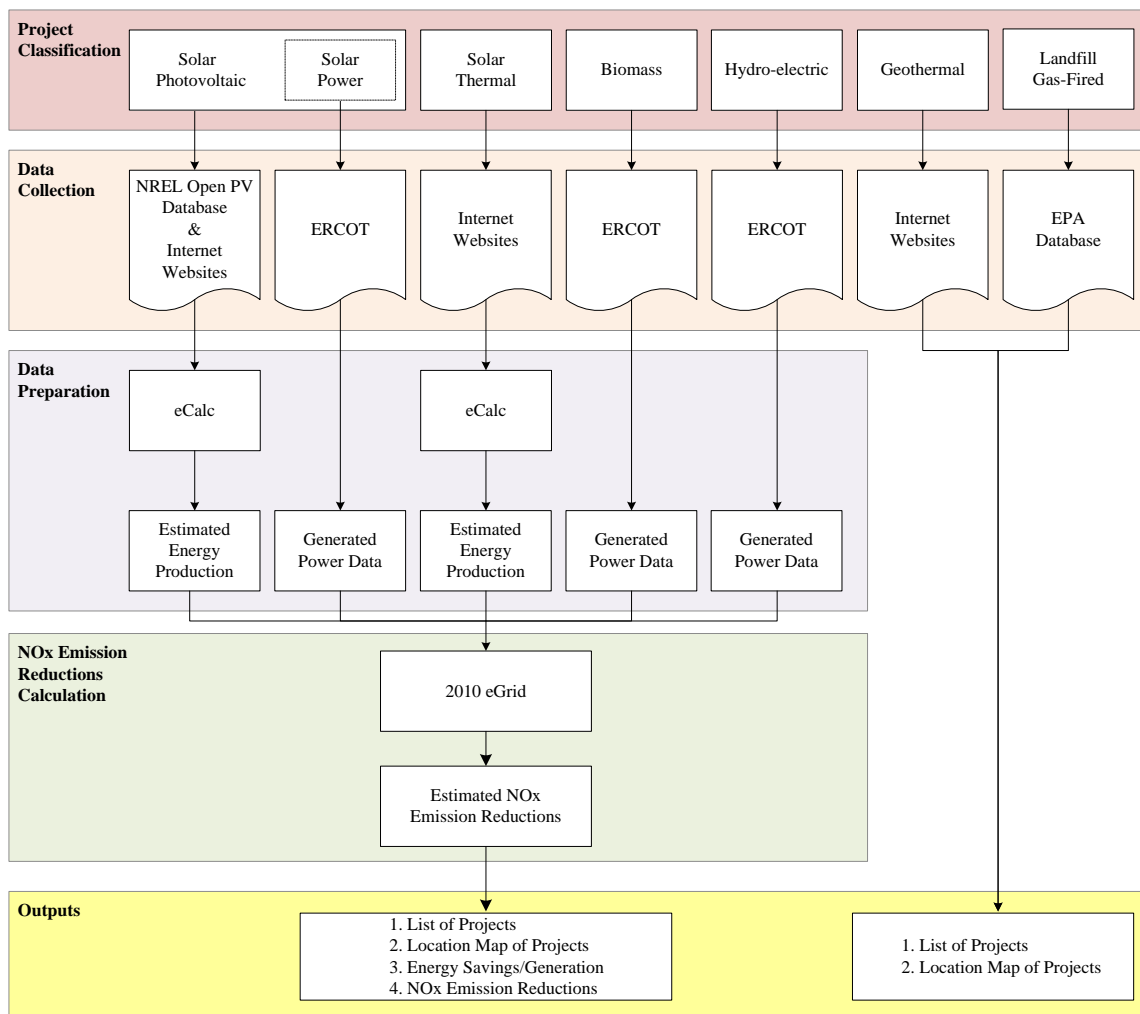 Project
Classification
Solar
Photovoltaic
Solar
Power
Solar
Thermal
Biomass
Hydro-electric
Geothermal
Landfill
Gas-Fired
Data
Collection
NREL Open PV
Database
&
Internet
Websites
ERCOT
Internet
Websites
ERCOT
ERCOT
Internet
Websites
EPA
Database
Data
Preparation
eCalc
eCalc
Estimated
Energy
Production
Generated
Power Data
Estimated
Energy
Production
Generated
Power Data
Generated
Power Data
NOx Emission
Reductions
Calculation
2010 eGrid
Estimated NOx
Emission Reductions
Outputs
1. List of Projects
2. Location Map of Projects
3. Energy Savings/Generation
4. NOx Emission Reductions
1. List of Projects
2. Location Map of Projects